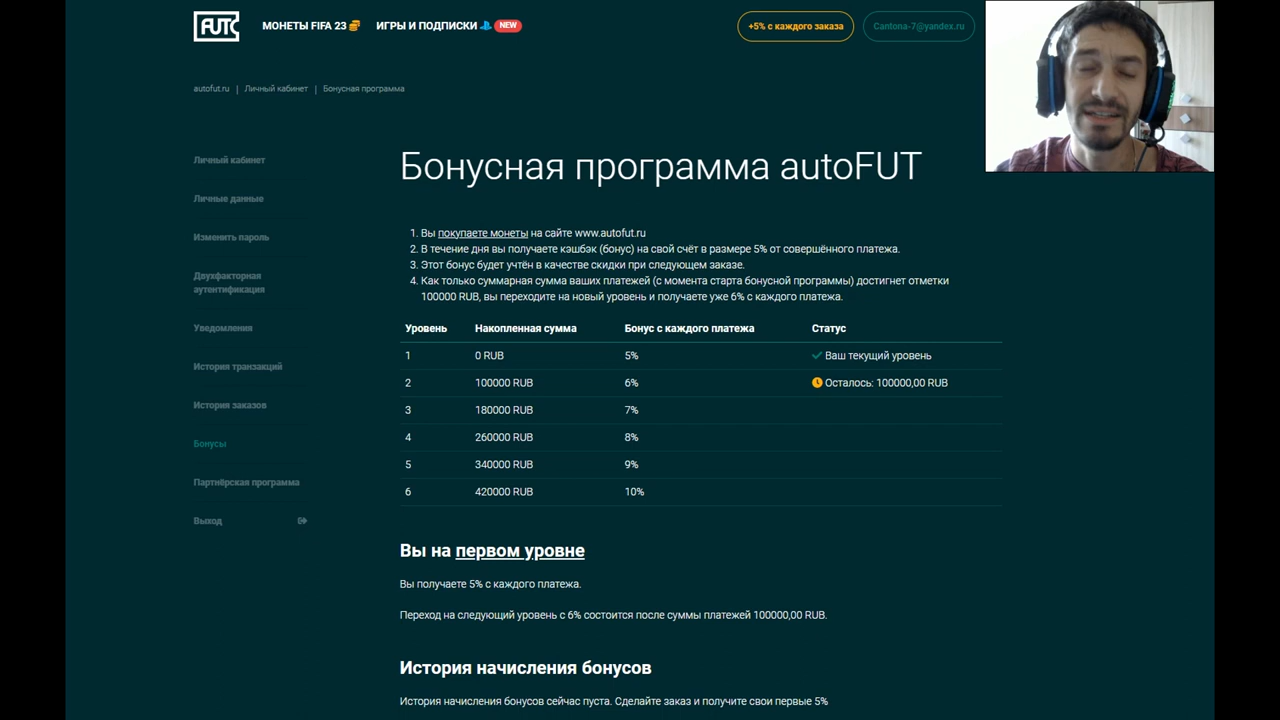 FUT
МОНЕТЫ FIFA 23
ИГРЫ И ПОДПИСКИ NEW
+5% с каждого заказа
Cantona-7@yandex.ru
autofut.ru | Личный кабинет | Бонусная программа
Личный кабинет
Личные данные
Изменить пароль
Двухфакторная
аутентификация
Уведомления
История транзакций
История заказов
Бонусы
Партнёрская программа
Выход
Бонусная программа autoFUT
1. Вы покупаете монеты на сайте www.autofut.ru
2. В течение дня вы получаете кэшбэк (бонус) на свой счёт в размере 5% от совершённого платежа.
3. Этот бонус будет учтён в качестве скидки при следующем заказе.
4. Как только суммарная сумма ваших платежей (с момента старта бонусной программы) достигнет отметки
100000 RUB, вы переходите на новый уровень и получаете уже 6% с каждого платежа.
Уровень Накопленная сумма Бонус с каждого платежа Статус
1 0 RUB 5% Ваш текущий уровень
2 100000 RUB 6% Осталось: 100000,00 RUB
3 180000 RUB 7%
4 260000 RUB 8%
5 340000 RUB 9%
6 420000 RUB 10%
Вы на первом уровне
Вы получаете 5% с каждого платежа.
Переход на следующий уровень с 6% состоится после суммы платежей 100000,00 RUB.
История начисления бонусов
История начисления бонусов сейчас пуста. Сделайте заказ и получите свои первые 5%